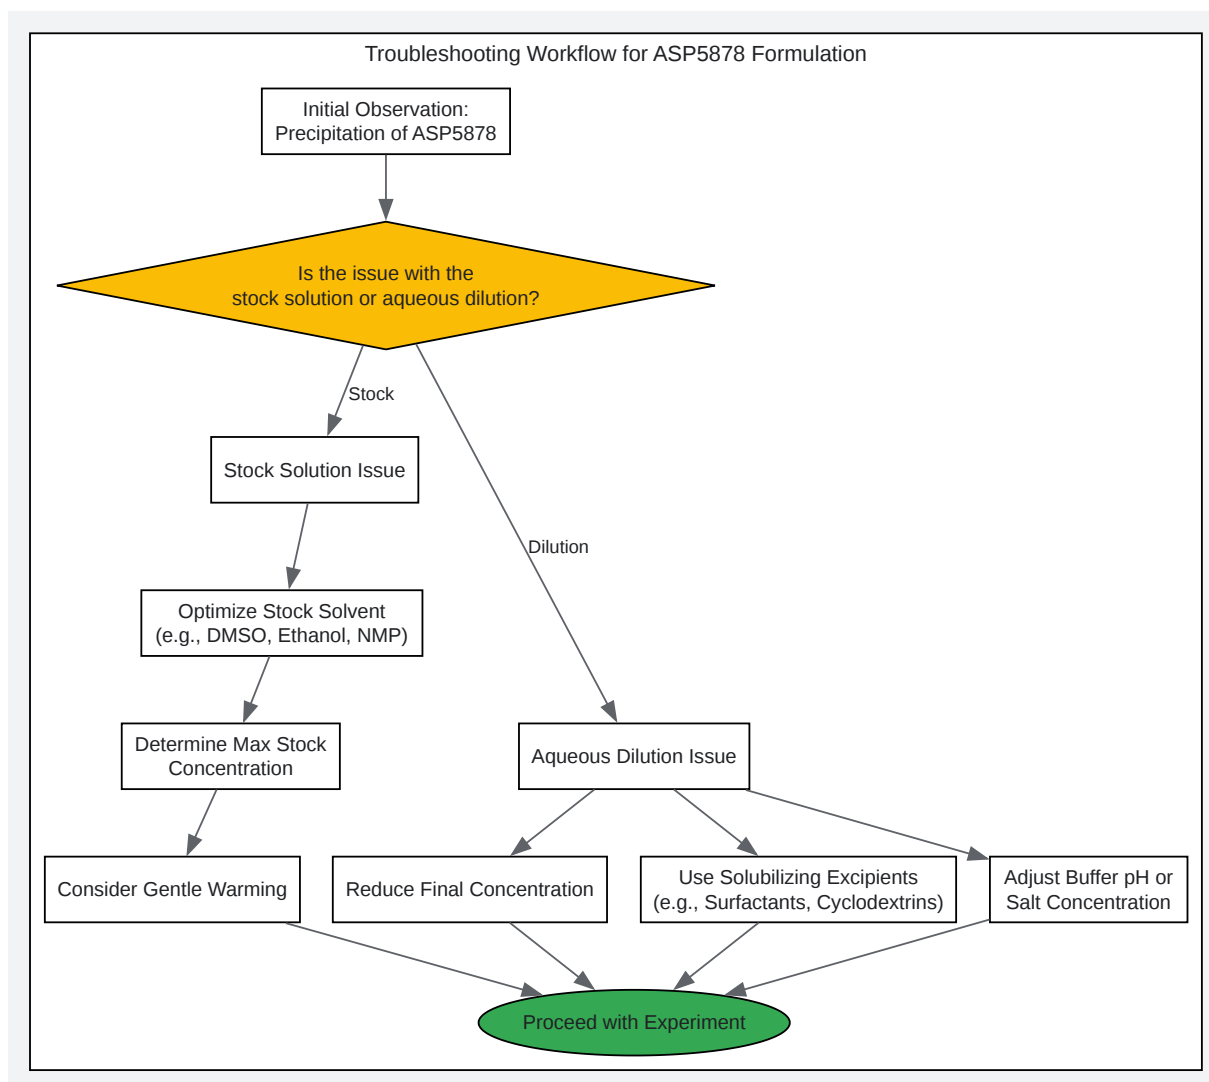 Troubleshooting Workflow for ASP5878 Formulation
Initial Observation:
Precipitation of ASP5878
Is the issue with the
stock solution or aqueous dilution?
Stock
Stock Solution Issue
Dilution
Optimize Stock Solvent
(e.g., DMSO, Ethanol, NMP)
Determine Max Stock
Concentration
Aqueous Dilution Issue
Consider Gentle Warming
Reduce Final Concentration
Use Solubilizing Excipients
(e.g., Surfactants, Cyclodextrins)
Adjust Buffer pH or
Salt Concentration
Proceed with Experiment